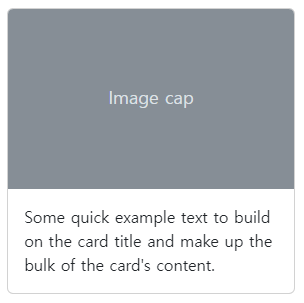 Image cap
Some quick example text to build
on the card title and make up the
bulk of the card's content.